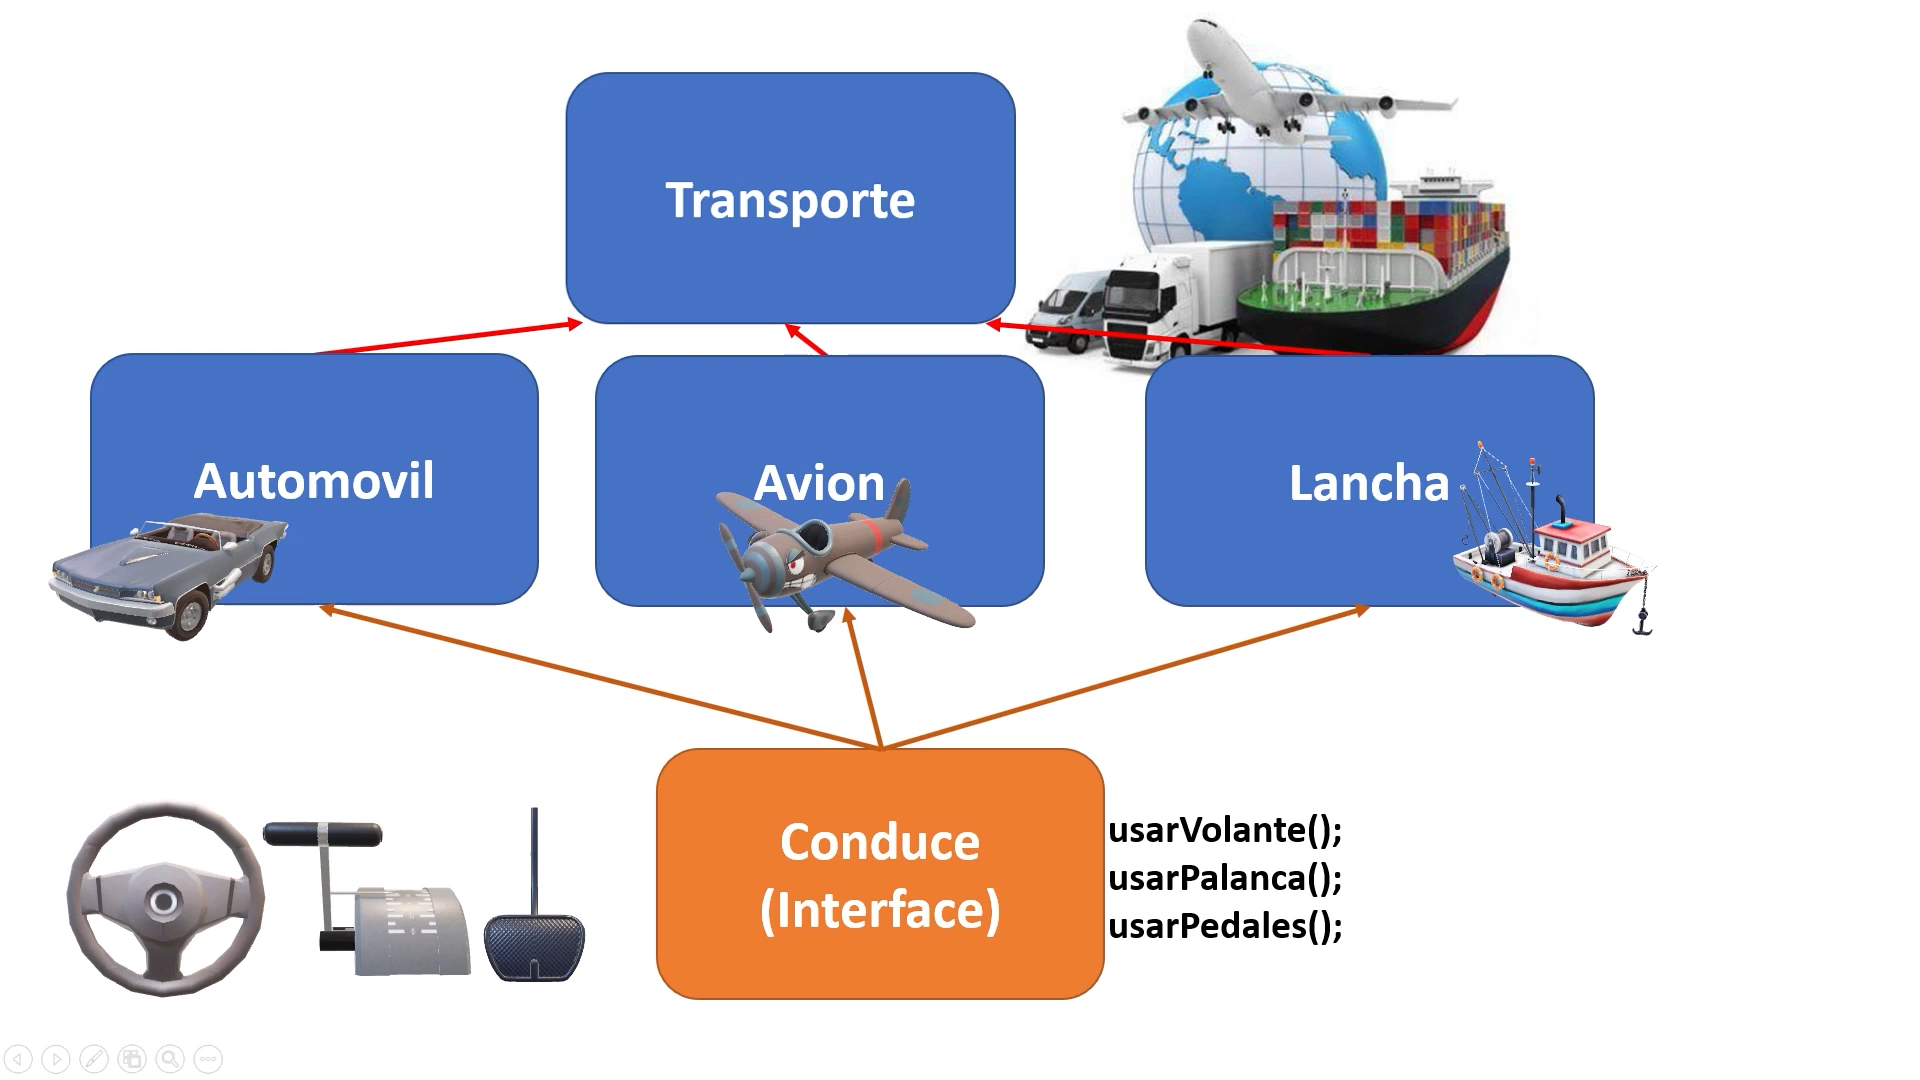 Transporte
Automovil
Avion
Lancha
Conduce
(Interface)
usarVolante();
usarPalanca();
usarPedales();